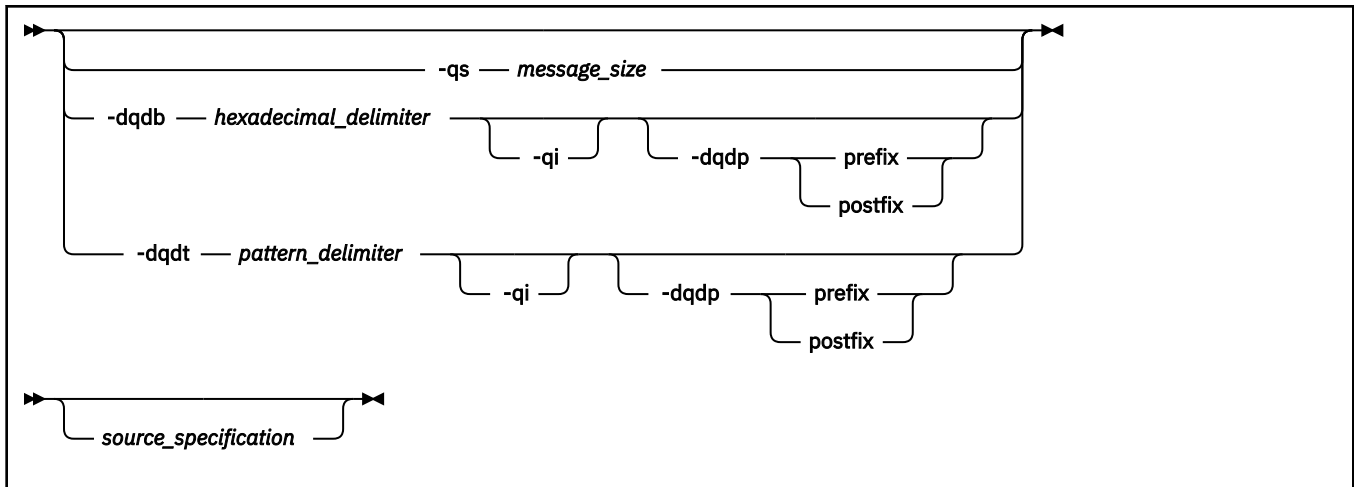 -qs message_size
-dqdb hexadecimal_delimiter
-qi -dqdp prefix
postfix
-dqdt pattern_delimiter
-qi -dqdp prefix
postfix
source_specification